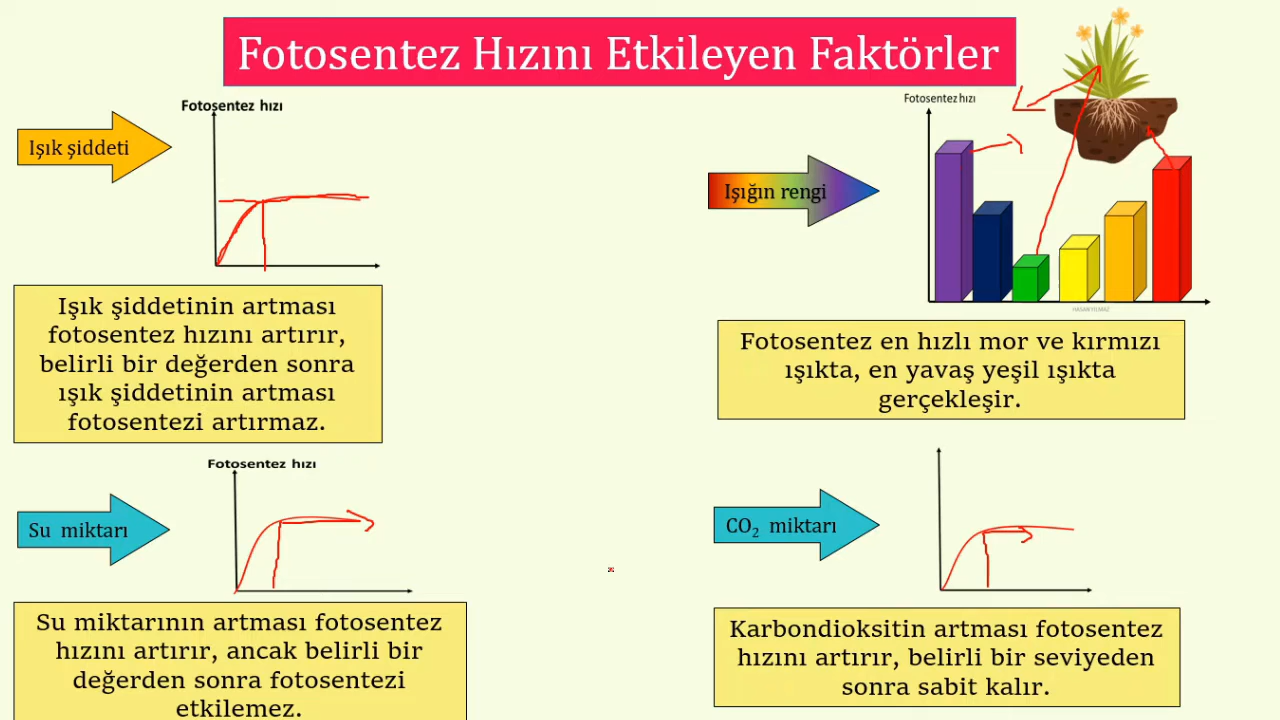 Fotosentez Hızını Etkileyen Faktörler
Işık şiddeti
Fotosentez hızı
Işık şiddetinin artması
fotosentez hızını artırır,
belirli bir değerden sonra
ışık şiddetinin artması
fotosentezi artırmaz.
Işığın rengi
Fotosentez hızı
HASAN YILMAZ
Fotosentez en hızlı mor ve kırmızı
ışıkta, en yavaş yeşil ışıkta
gerçekleşir.
Su miktarı
Fotosentez hızı
Su miktarının artması fotosentez
hızını artırır, ancak belirli bir
değerden sonra fotosentezi
etkilemez.
CO₂ miktarı
Karbondioksitin artması fotosentez
hızını artırır, belirli bir seviyeden
sonra sabit kalır.